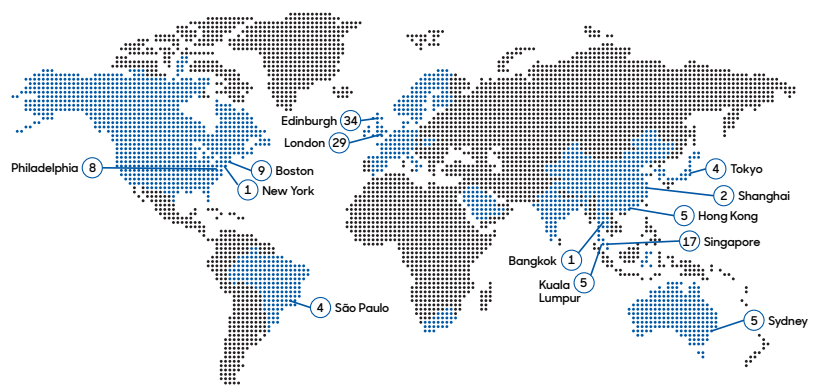 Edinburgh 34
London 29
Philadelphia 8
9 Boston
1 New York
4 Tokyo
2 Shanghai
5 Hong Kong
17 Singapore
Bangkok 1
Kuala
Lumpur 5
4 São Paulo
5 Sydney